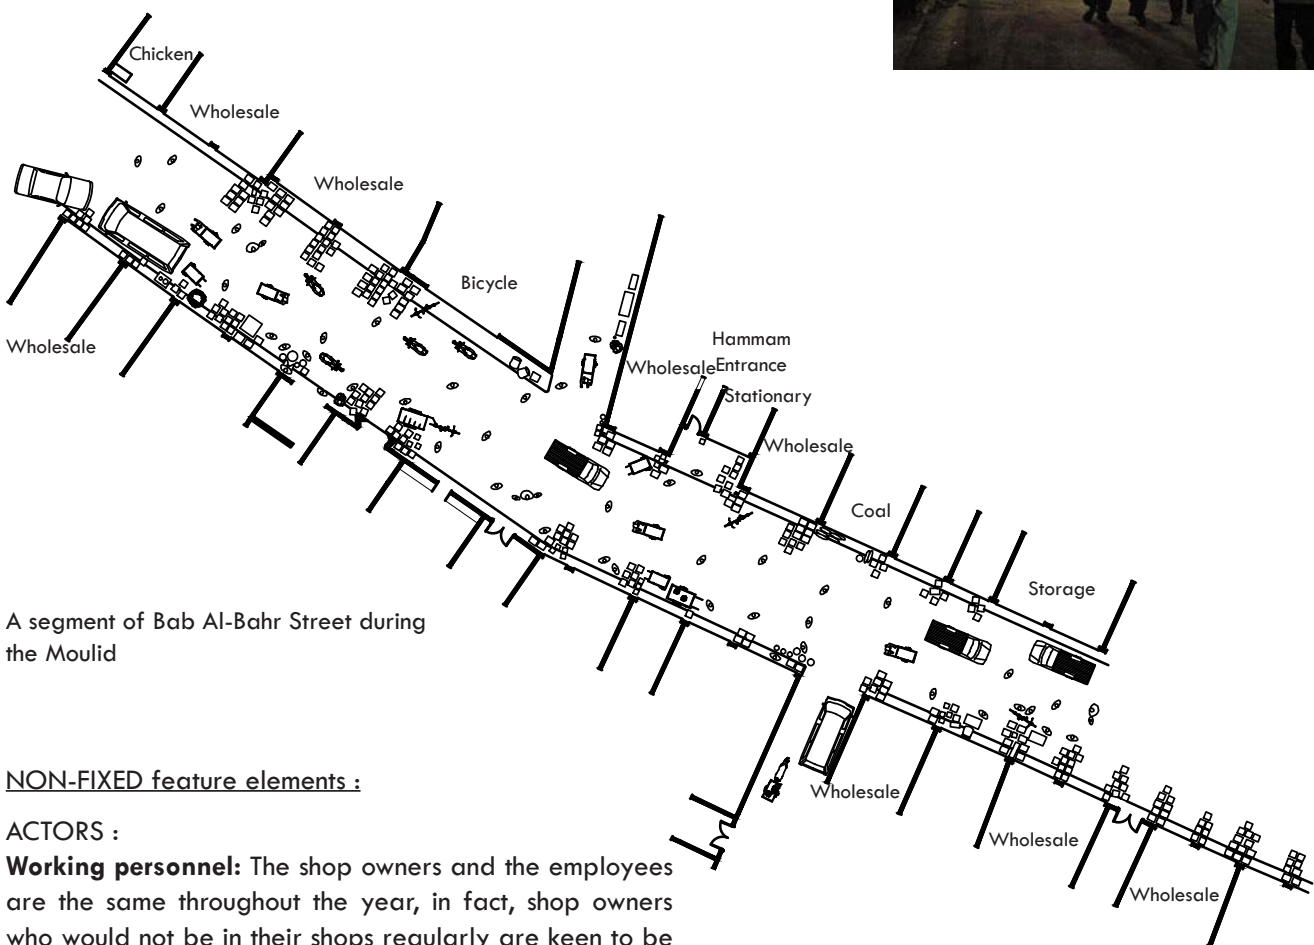 Chicken
Wholesale
Wholesale
Bicycle
Wholesale
Hammam
Entrance
Wholesale
Stationary
Wholesale
Coal
Storage
A segment of Bab Al-Bahr Street during
the Moulid
NON-FIXED feature elements :
Wholesale
Wholesale
Wholesale
ACTORS :
Working personnel: The shop owners and the employees
are the same throughout the year, in fact, shop owners
who would not be in their shops regularly are keen to be